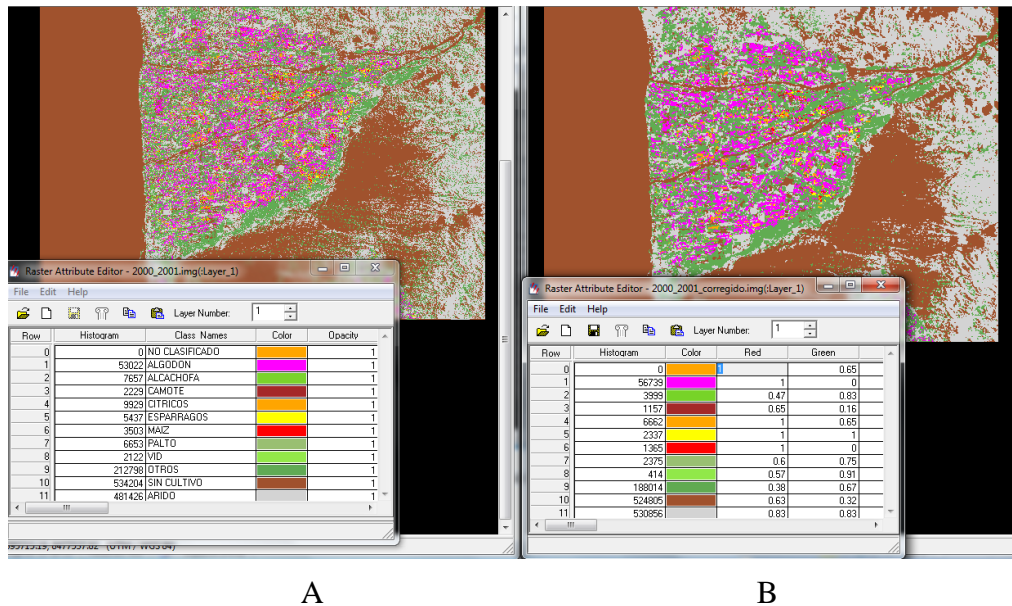 Raster Attribute Editor - 2000_2001.img(:Layer_1)
File Edit Help
Layer Number: 1
Row Histogram Class Names Color Opacity
0 0 NO CLASIFICADO 1
1 53022 ALGODON 1
2 7657 ALCACHOFA 1
3 2229 CAMOTE 1
4 9929 CITRICOS 1
5 5437 ESPARRAGOS 1
6 3503 MAIZ 1
7 6653 PALTO 1
8 2122 VID 1
9 212798 OTROS 1
10 534204 SIN CULTIVO 1
11 481426 ARIDO 1
(UTM / WGS 84)
Raster Attribute Editor - 2000_2001_corregido.img(:Layer_1)
File Edit Help
Layer Number: 1
Row Histogram Color Red Green
0 0 1 0.65
1 56739 1 0
2 3999 0.47 0.83
3 1157 0.65 0.16
4 6662 1 0.65
5 2337 1 1
6 1365 1 0
7 2375 0.6 0.75
8 414 0.57 0.91
9 188014 0.38 0.67
10 524805 0.63 0.32
11 530856 0.83 0.83
A
B